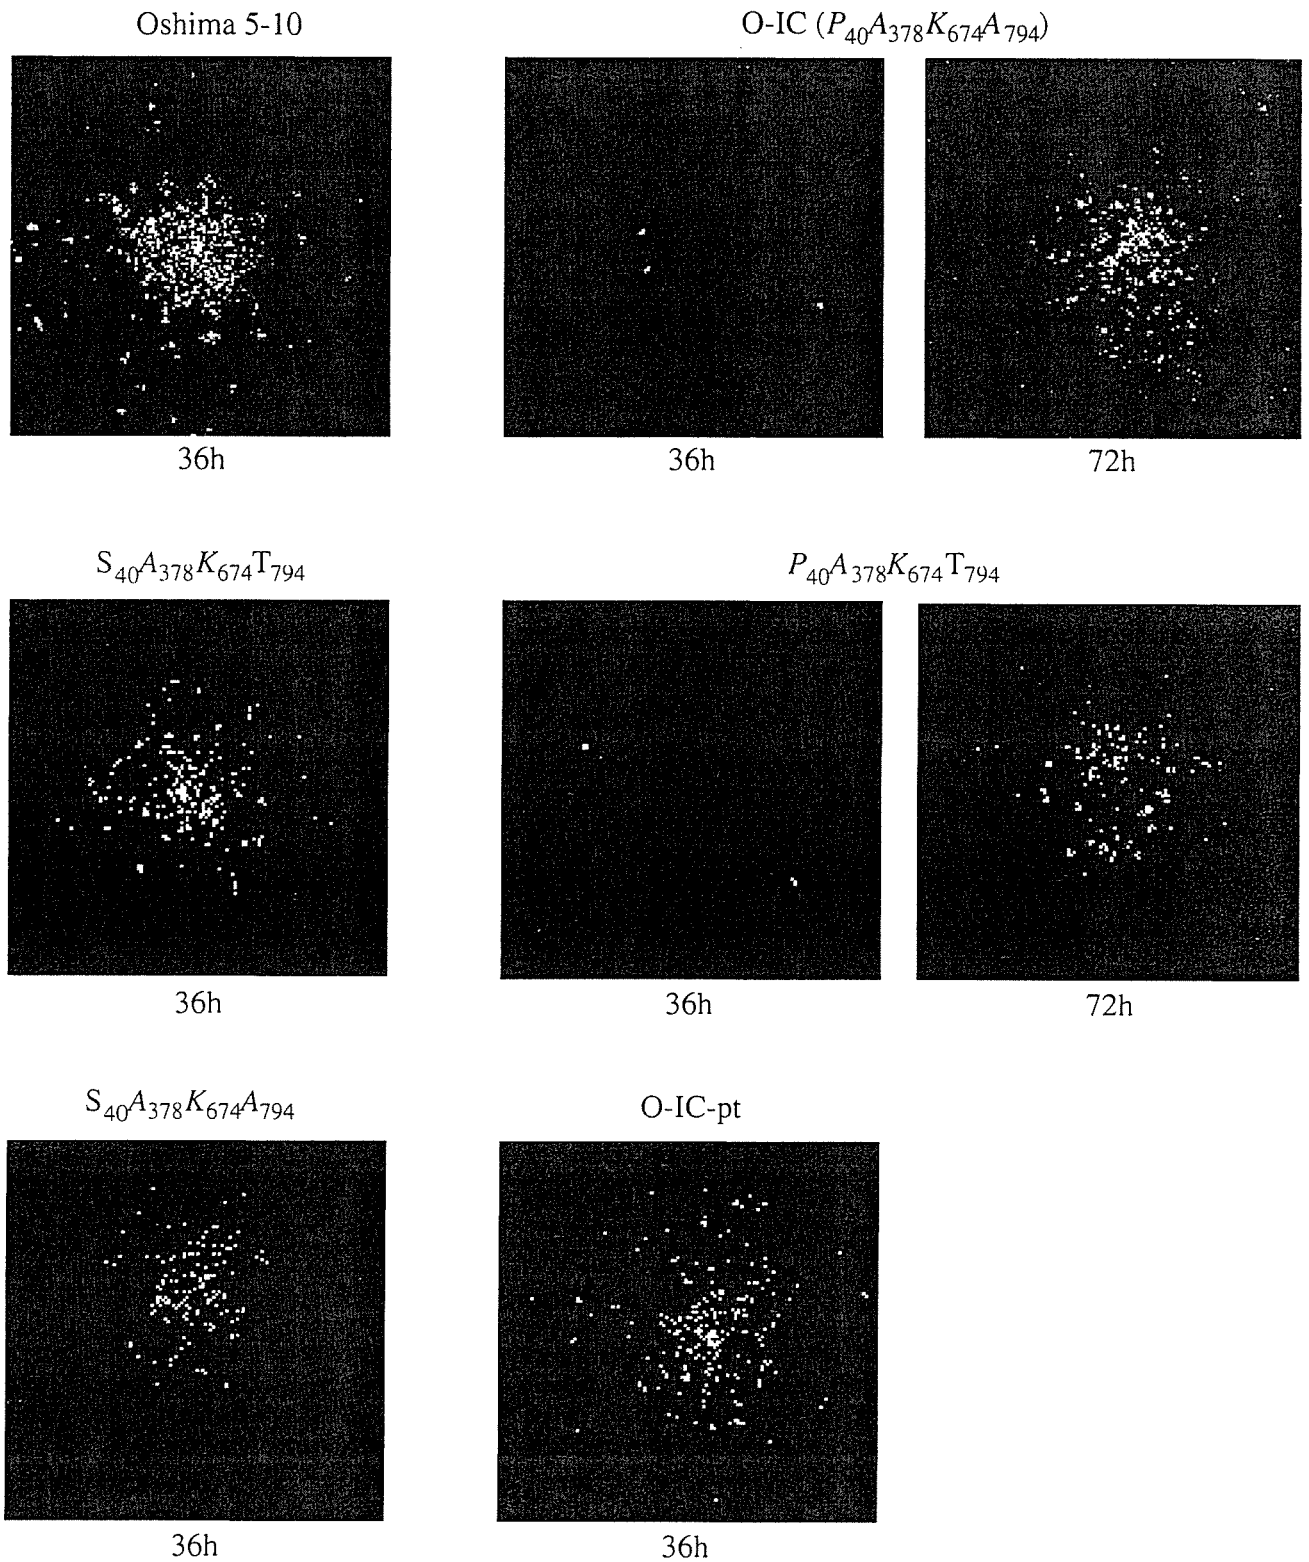 Oshima 5-10
O-IC (P₄₀A₃₇₈K₆₇₄A₇₉₄)
36h
36h
72h
S₄₀A₃₇₈K₆₇₄T₇₉₄
P₄₀A₃₇₈K₆₇₄T₇₉₄
36h
36h
72h
S₄₀A₃₇₈K₆₇₄A₇₉₄
O-IC-pt
36h
36h